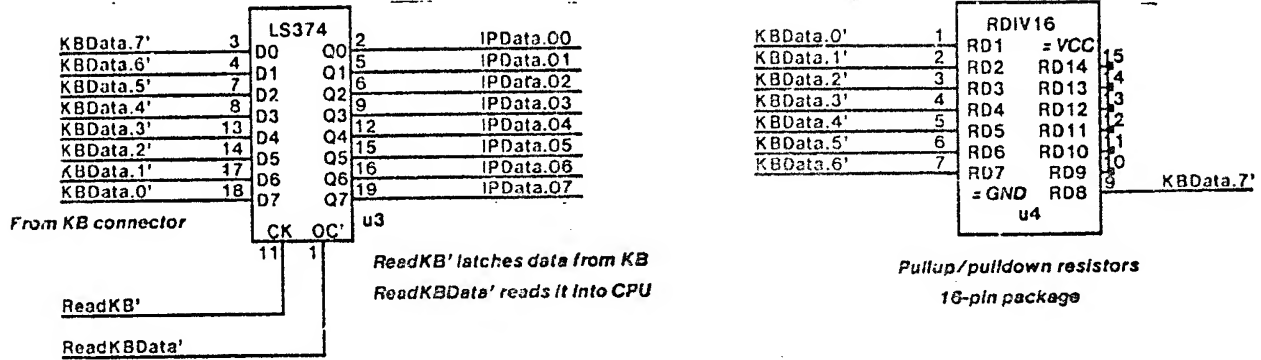 LS374
KBData.7' 3 D0 Q0 2 IPData.00
KBData.6' 4 D1 Q1 5 IPData.01
KBData.5' 7 D2 Q2 6 IPData.02
KBData.4' 8 D3 Q3 9 IPData.03
KBData.3' 13 D4 Q4 12 IPData.04
KBData.2' 14 D5 Q5 15 IPData.05
KBData.1' 17 D6 Q6 16 IPData.06
KBData.0' 18 D7 Q7 19 IPData.07
From KB connector
CK OC' u3
11 1
ReadKB' latches data from KB
ReadKBData' reads it into CPU
ReadKB'
ReadKBData'
RDIV16
=VCC
KBData.0' 1 RD1
KBData.1' 2 RD2 RD14 15
KBData.2' 3 RD3 RD13 14
KBData.3' 4 RD4 RD12 13
KBData.4' 5 RD5 RD11 12
KBData.5' 6 RD6 RD10 11
KBData.6' 7 RD7 RD9 10
=GND RD8 9 KBData.7'
u4
Pullup/pulldown resistors
16-pin package